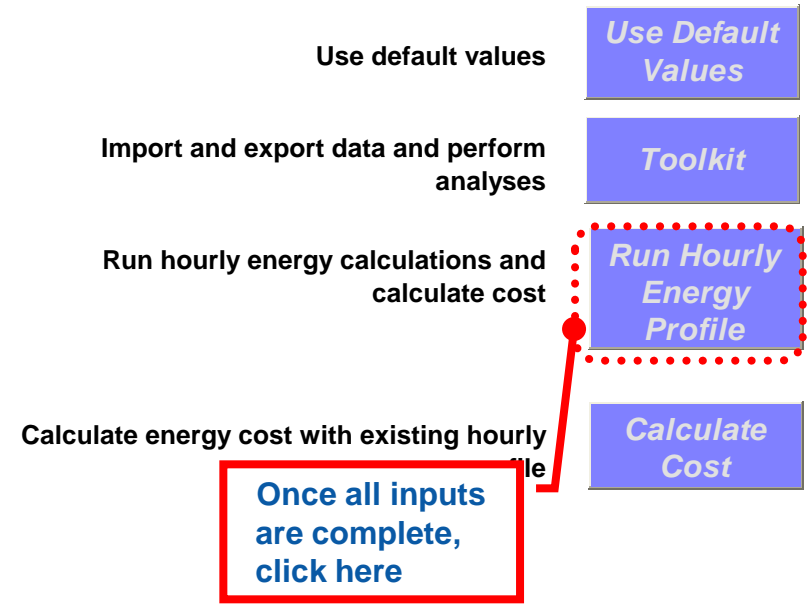 Use default values
Use Default
Values
Import and export data and perform
analyses
Toolkit
Run hourly energy calculations and
calculate cost
Run Hourly
Energy
Profile
Calculate energy cost with existing hourly
Calculate
Cost
Once all inputs
are complete,
click here